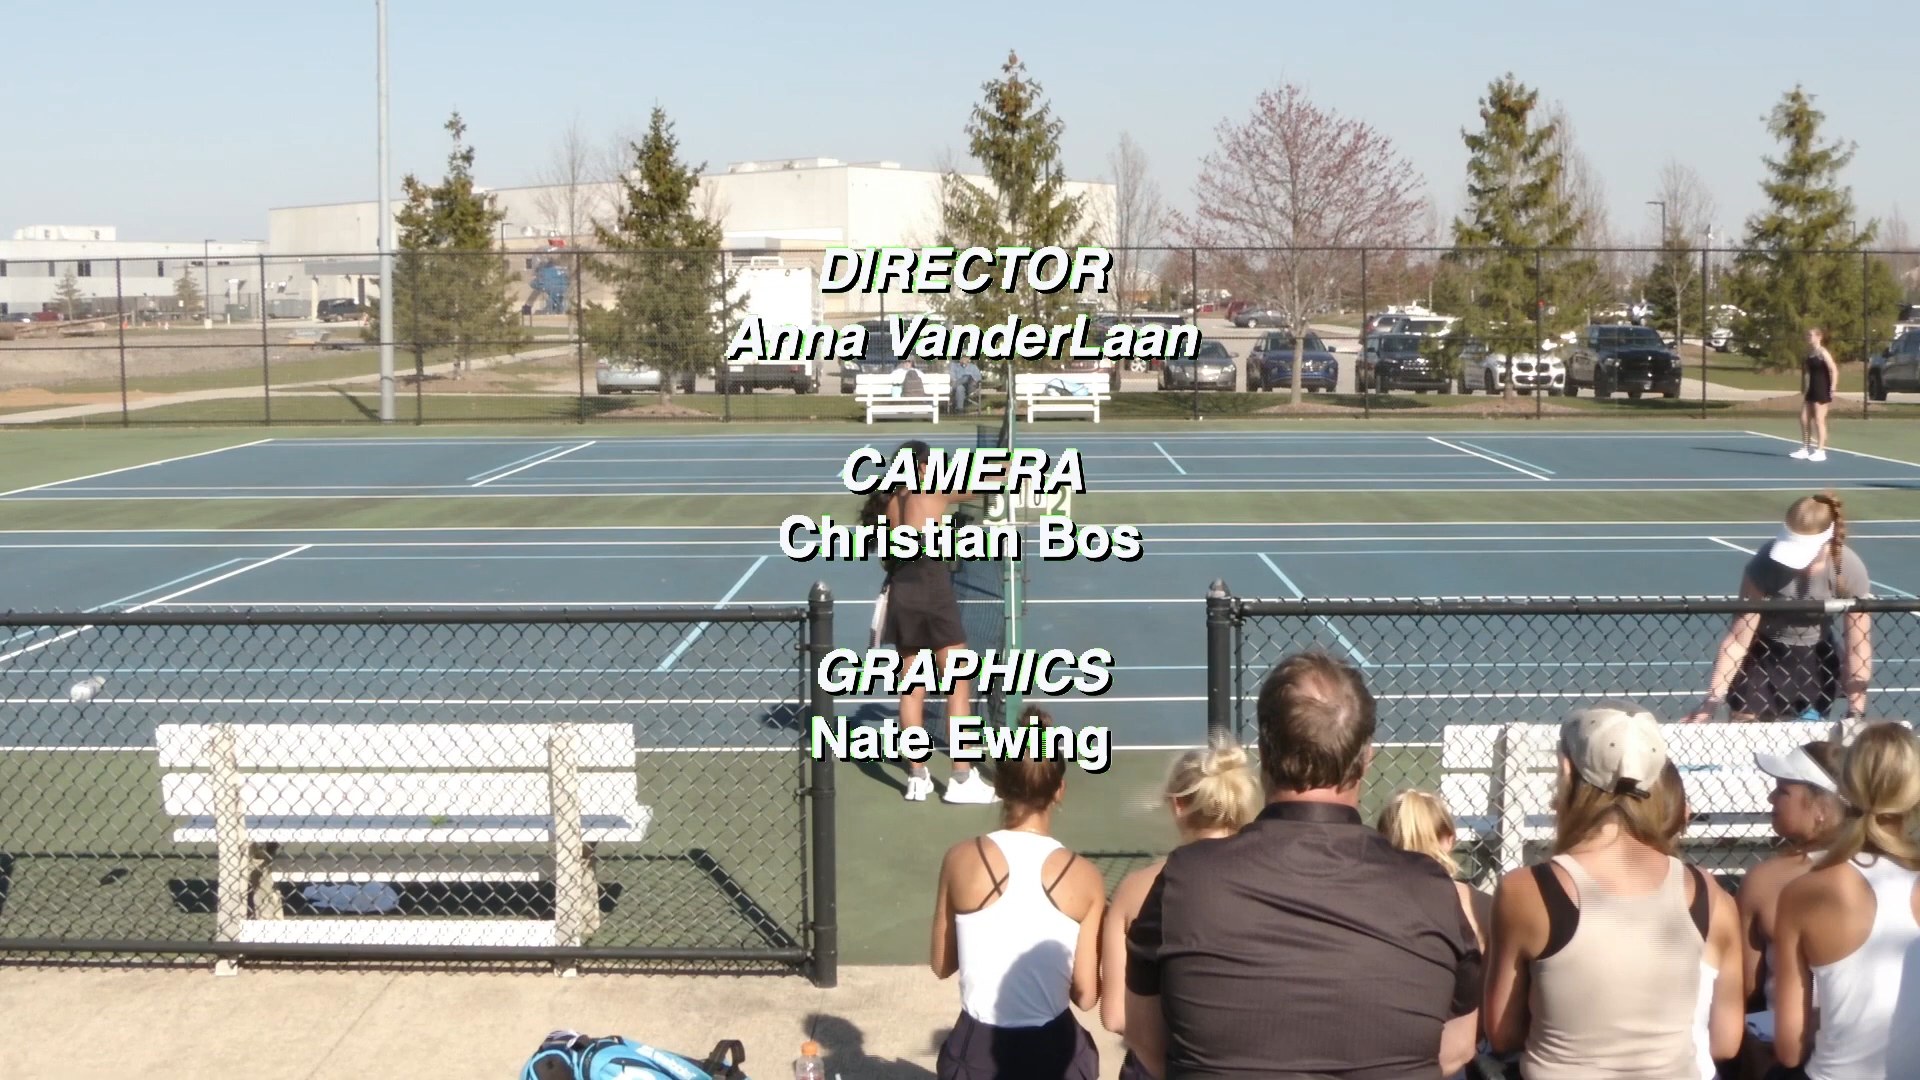 DIRECTOR
Anna VanderLaan
CAMERA
Christian Bos
GRAPHICS
Nate Ewing